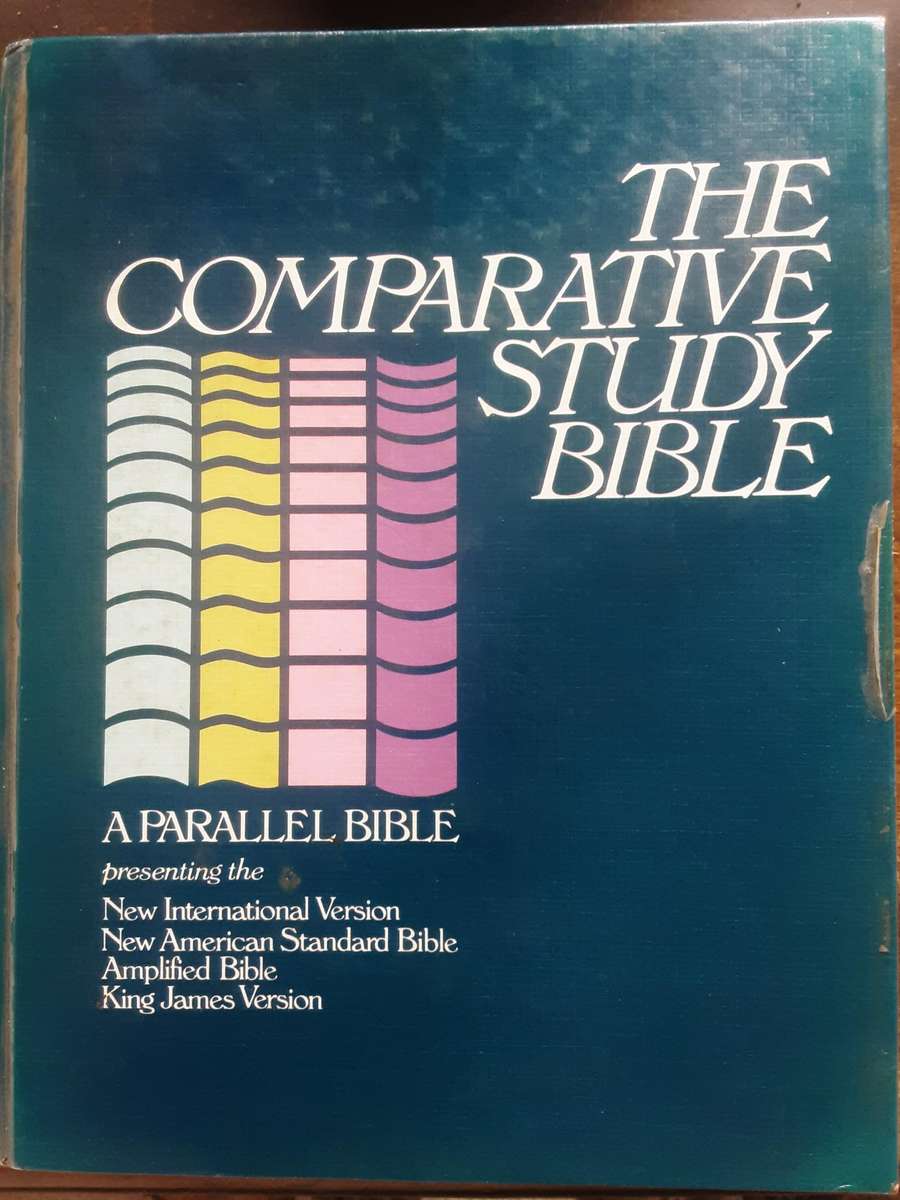 THE
COMPARATIVE
STUDY
BIBLE
A PARALLEL BIBLE
presenting the
New International Version
New American Standard Bible
Amplified Bible
King James Version